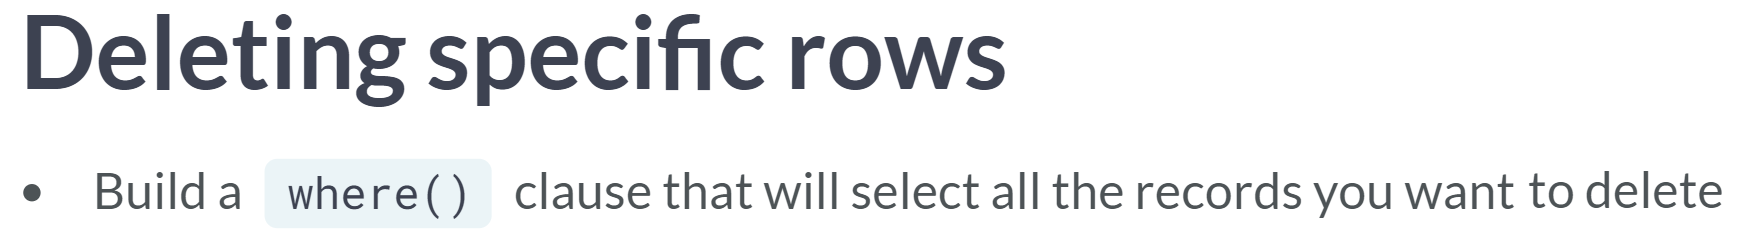 Deleting specific rows
• Build a where() clause that will select all the records you want to delete